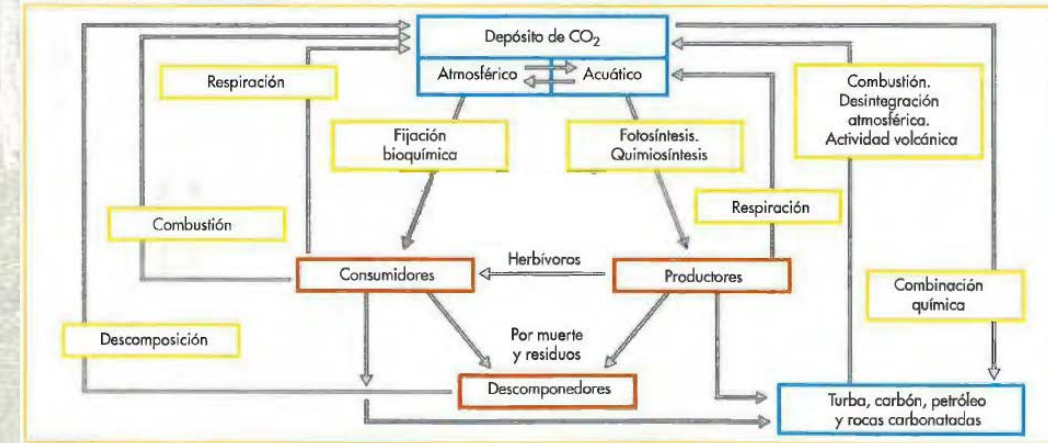 Depósito de CO₂
Atmosférico
Acuático
Respiración
Combustión.
Desintegración
atmosférica.
Actividad volcánica
Fijación
bioquímica
Fotosíntesis.
Quimiosíntesis
Combustión
Respiración
Herbívoros
Consumidores
Productores
Combinación
química
Descomposición
Por muerte
y residuos
Descomponedores
Turba, carbón, petróleo
y rocas carbonatadas